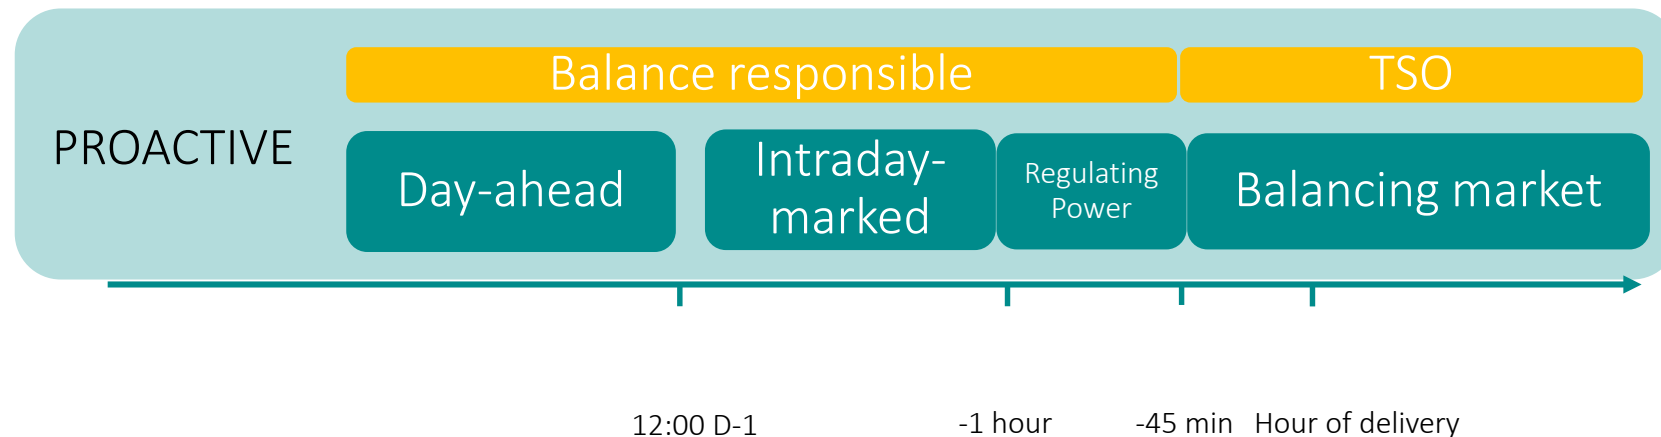 Balance responsible
TSO
PROACTIVE
Day-ahead
Intraday-
marked
Regulating
Power
Balancing market
12:00 D-1
-1 hour
-45 min
Hour of delivery